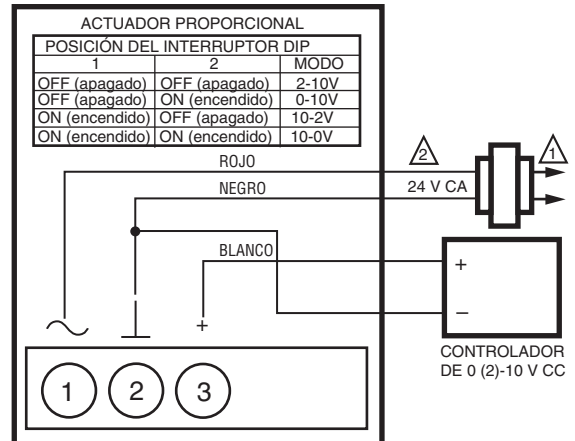 ACTUADOR PROPORCIONAL
POSICIÓN DEL INTERRUPTOR DIP
1 2 MODO
OFF (apagado) OFF (apagado) 2-10V
OFF (apagado) ON (encendido) 0-10V
ON (encendido) OFF (apagado) 10-2V
ON (encendido) ON (encendido) 10-0V
ROJO
2
1
NEGRO
24 V CA
BLANCO
+
–
+
CONTROLADOR
DE 0 (2)-10 V CC
1 2 3